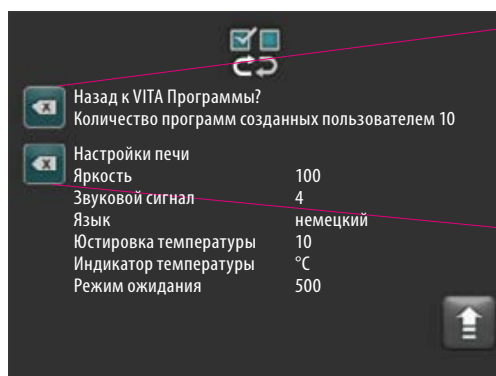 Назад к VITA Программы?
Количество программ созданных пользователем 10
Настройки печи
Яркость 100
Звуковой сигнал 4
Язык немецкий
Юстировка температуры 10
Индикатор температуры °C
Режим ожидания 500